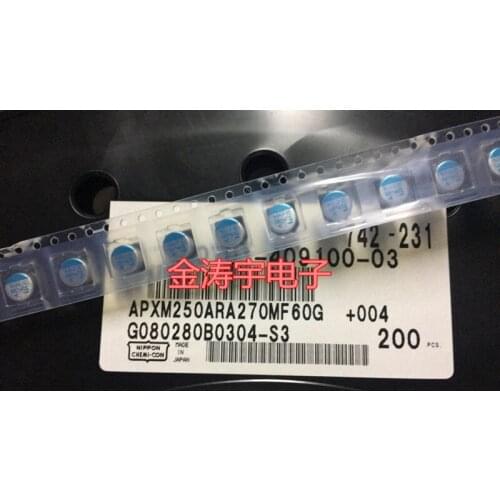 742-231
-409100-03
金涛宇电子
APXM250ARA270MF60G +004
G080280B0304-S3
NIPPON CHEMI-CON MADE IN JAPAN 200 PCS.